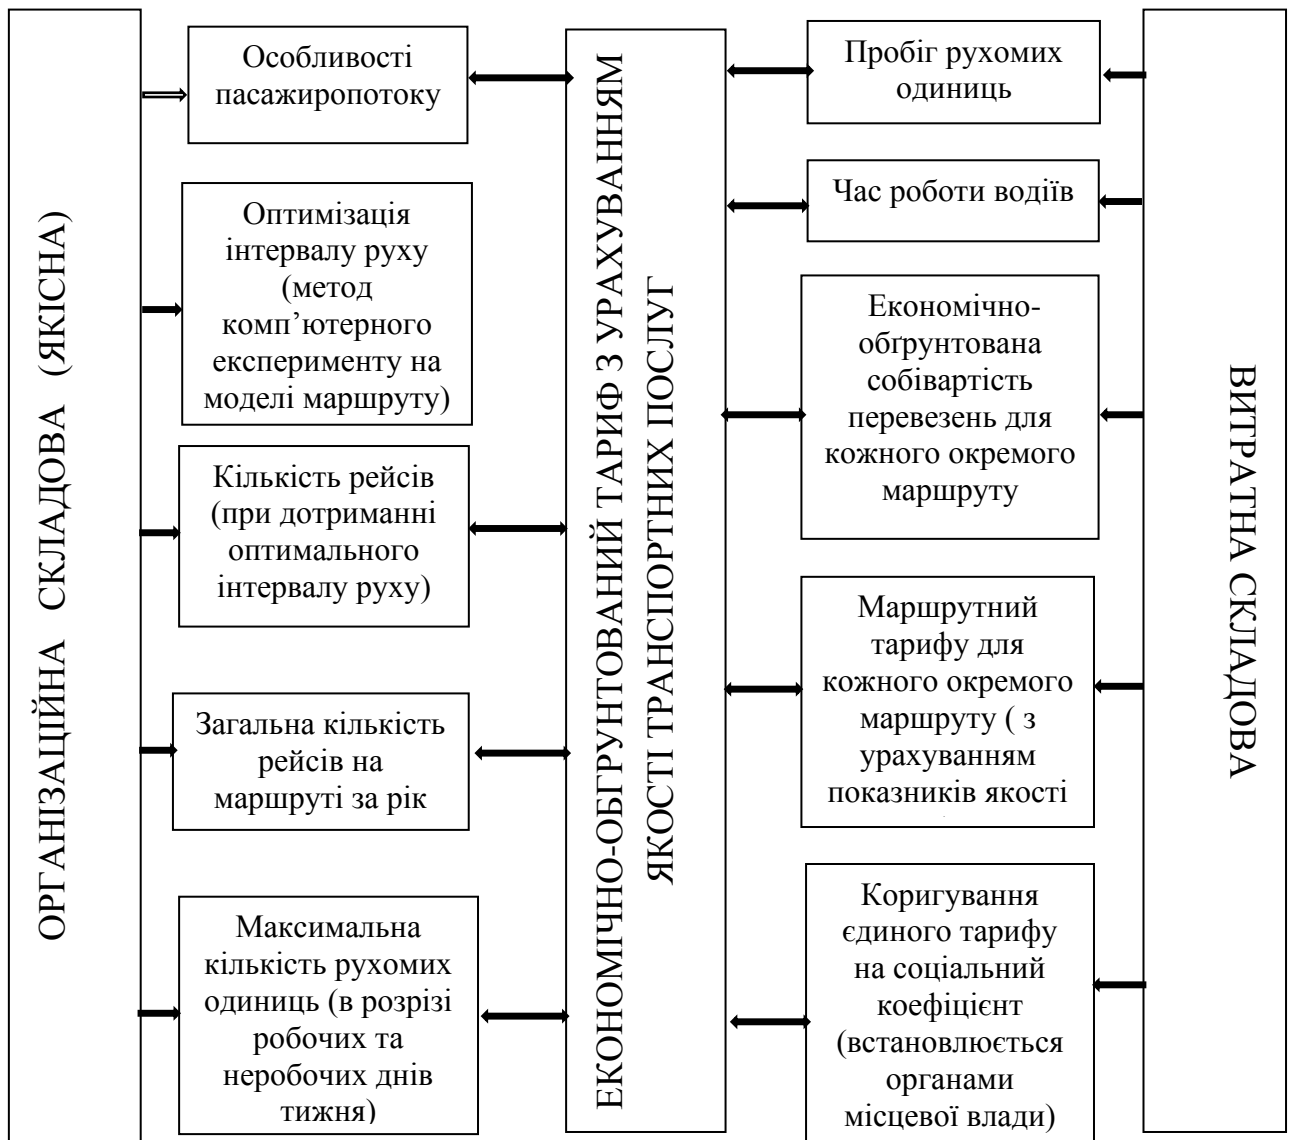 ОРГАНІЗАЦІЙНА СКЛАДОВА (ЯКІСНА)
Особливості
пасажиропотоку
Оптимізація
інтервалу руху
(метод
комп’ютерного
експерименту на
моделі маршруту)
Кількість рейсів
(при дотриманні
оптимального
інтервалу руху)
Загальна кількість
рейсів на
маршруті за рік
Максимальна
кількість рухомих
одиниць (в розрізі
робочих та
неробочих днів
тижня)
ЕКОНОМІЧНО-ОБГРУНТОВАНИЙ ТАРИФ З УРАХУВАННЯМ
ЯКОСТІ ТРАНСПОРТНИХ ПОСЛУГ
Пробіг рухомих
одиниць
Час роботи водіїв
Економічно-
обґрунтована
собівартість
перевезень для
кожного окремого
маршруту
Маршрутний
тарифу для
кожного окремого
маршруту ( з
урахуванням
показників якості
Коригування
єдиного тарифу
на соціальний
коефіцієнт
(встановлюється
органами
місцевої влади)
ВИТРАТНА СКЛАДОВА